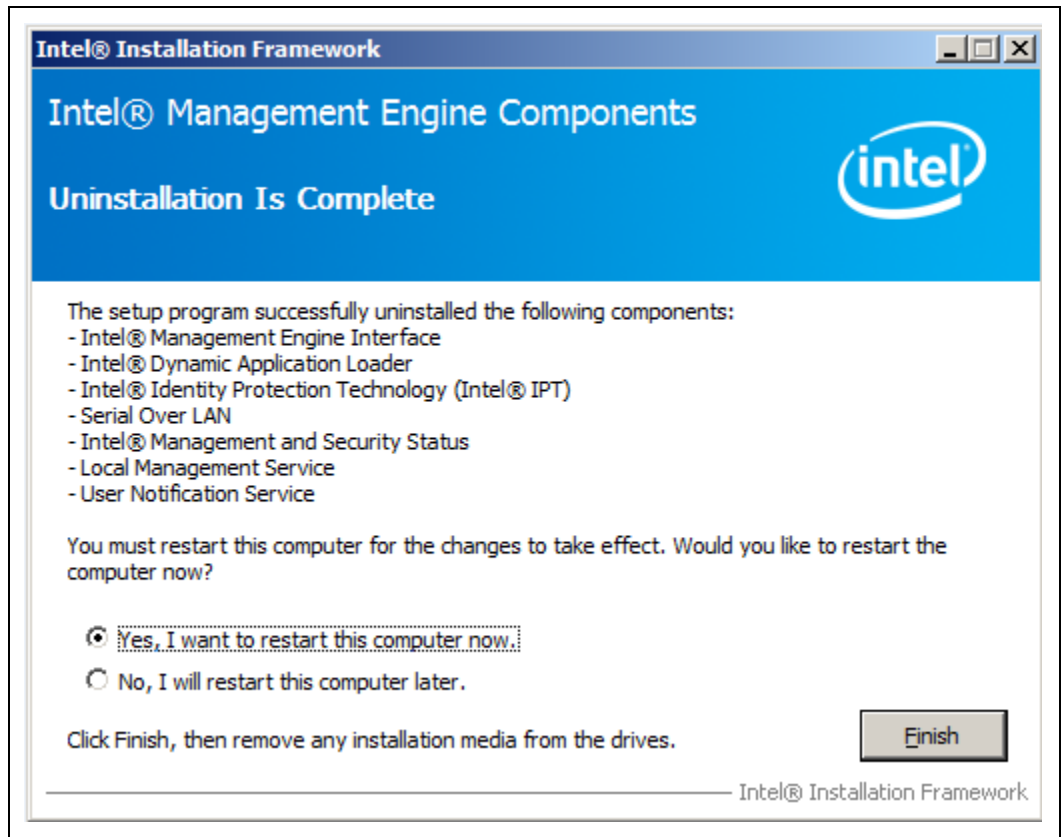 Intel® Installation Framework
Intel® Management Engine Components
intel
Uninstallation Is Complete
The setup program successfully uninstalled the following components:
- Intel® Management Engine Interface
- Intel® Dynamic Application Loader
- Intel® Identity Protection Technology (Intel® IPT)
- Serial Over LAN
- Intel® Management and Security Status
- Local Management Service
- User Notification Service
You must restart this computer for the changes to take effect. Would you like to restart the
computer now?
Yes, I want to restart this computer now.
No, I will restart this computer later.
Click Finish, then remove any installation media from the drives.
Finish
Intel® Installation Framework